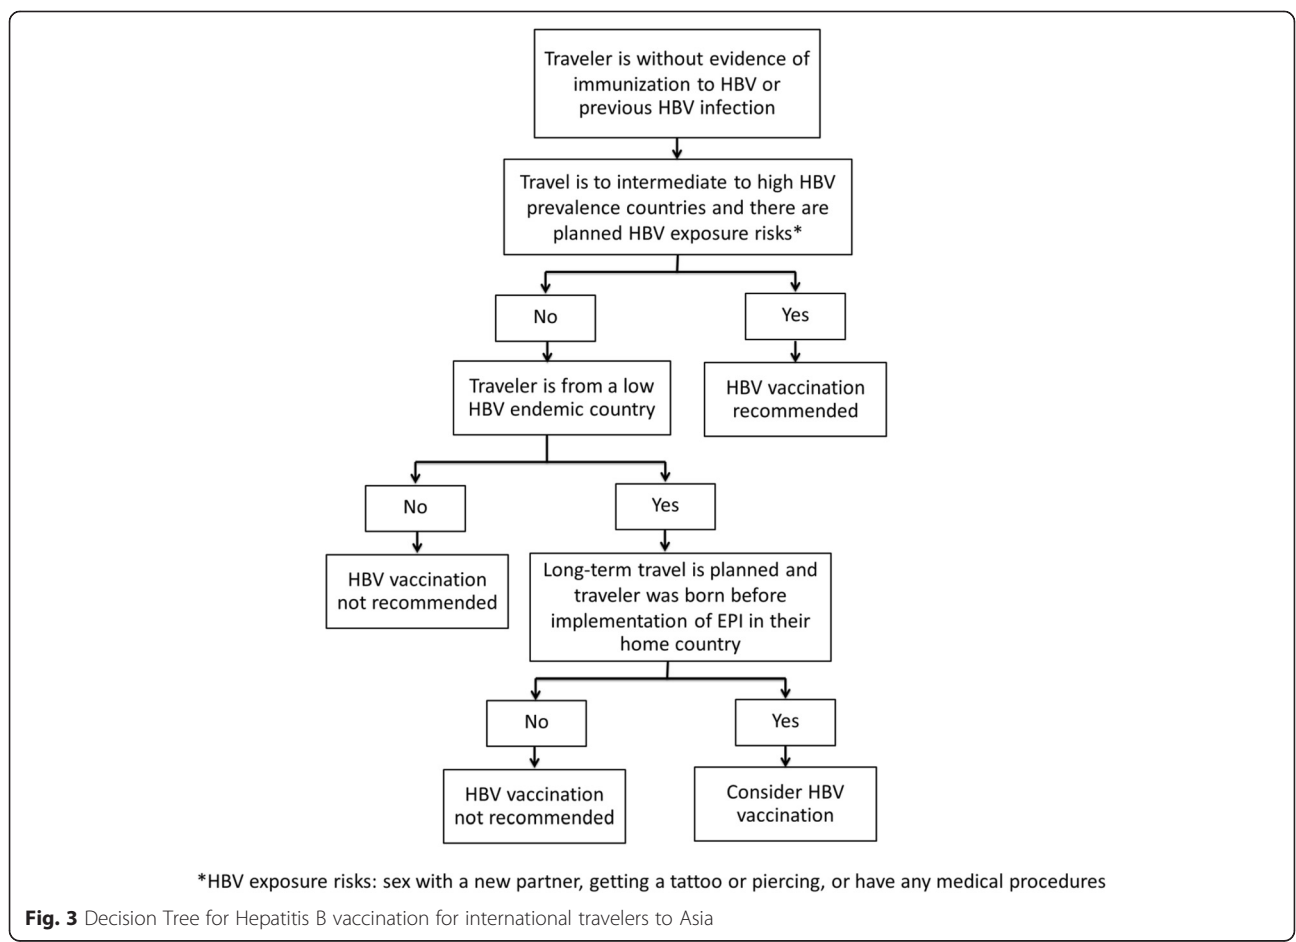 Traveler is without evidence of
immunization to HBV or
previous HBV infection
Travel is to intermediate to high HBV
prevalence countries and there are
planned HBV exposure risks*
No
Yes
Traveler is from a low
HBV endemic country
HBV vaccination
recommended
No
Yes
HBV vaccination
not recommended
Long-term travel is planned and
traveler was born before
implementation of EPI in their
home country
No
Yes
HBV vaccination
not recommended
Consider HBV
vaccination
*HBV exposure risks: sex with a new partner, getting a tattoo or piercing, or have any medical procedures
Fig. 3 Decision Tree for Hepatitis B vaccination for international travelers to Asia